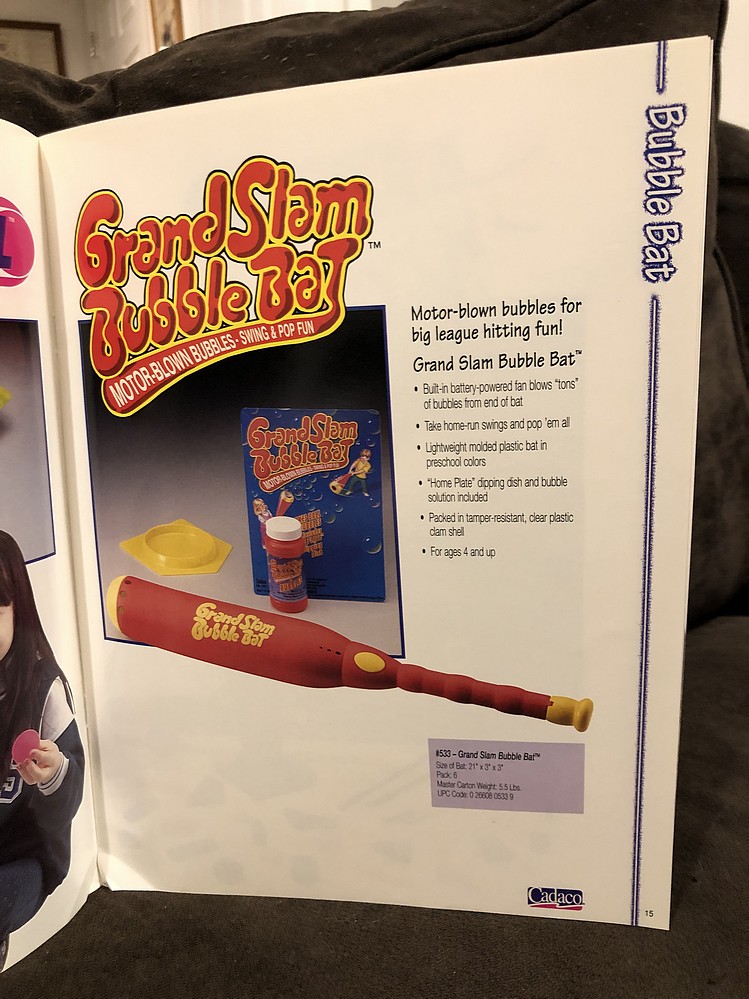 Grand Slam
Bubble Bat™
MOTOR-BLOWN BUBBLES - SWING & POP FUN
Bubble Bat
Motor-blown bubbles for
big league hitting fun!
Grand Slam Bubble Bat™
• Built-in battery-powered fan blows "tons"
of bubbles from end of bat
• Take home-run swings and pop 'em all
• Lightweight molded plastic bat in
preschool colors
• "Home Plate" dipping dish and bubble
solution included
• Packed in tamper-resistant, clear plastic
clam shell
• For ages 4 and up
Grand Slam
Bubble Bat
MOTOR-BLOWN BUBBLES - SWING & POP FUN
Grand Slam
Bubble Bat
#533 – Grand Slam Bubble Bat™
Size of Bat: 21" x 3" x 3"
Pack: 6
Master Carton Weight: 5.5 Lbs.
UPC Code: 0 26608 0533 9
Cadaco
15